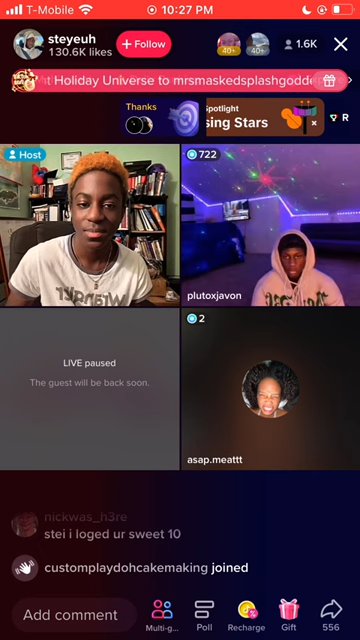 T-Mobile
10:27 PM
steyeuh
130.6K likes
+ Follow
40+
40+
1.6K
Holiday Universe to mrsmaskedsplashgodde
Thanks
Spotlight
sing Stars
R
Host
722
plutoxjavon
LIVE paused
The guest will be back soon.
2
asap.meattt
nickwas_h3re
stei i loged ur sweet 10
customplaydohcakemaking joined
Add comment
Multi-g...
Poll
Recharge
Gift
556